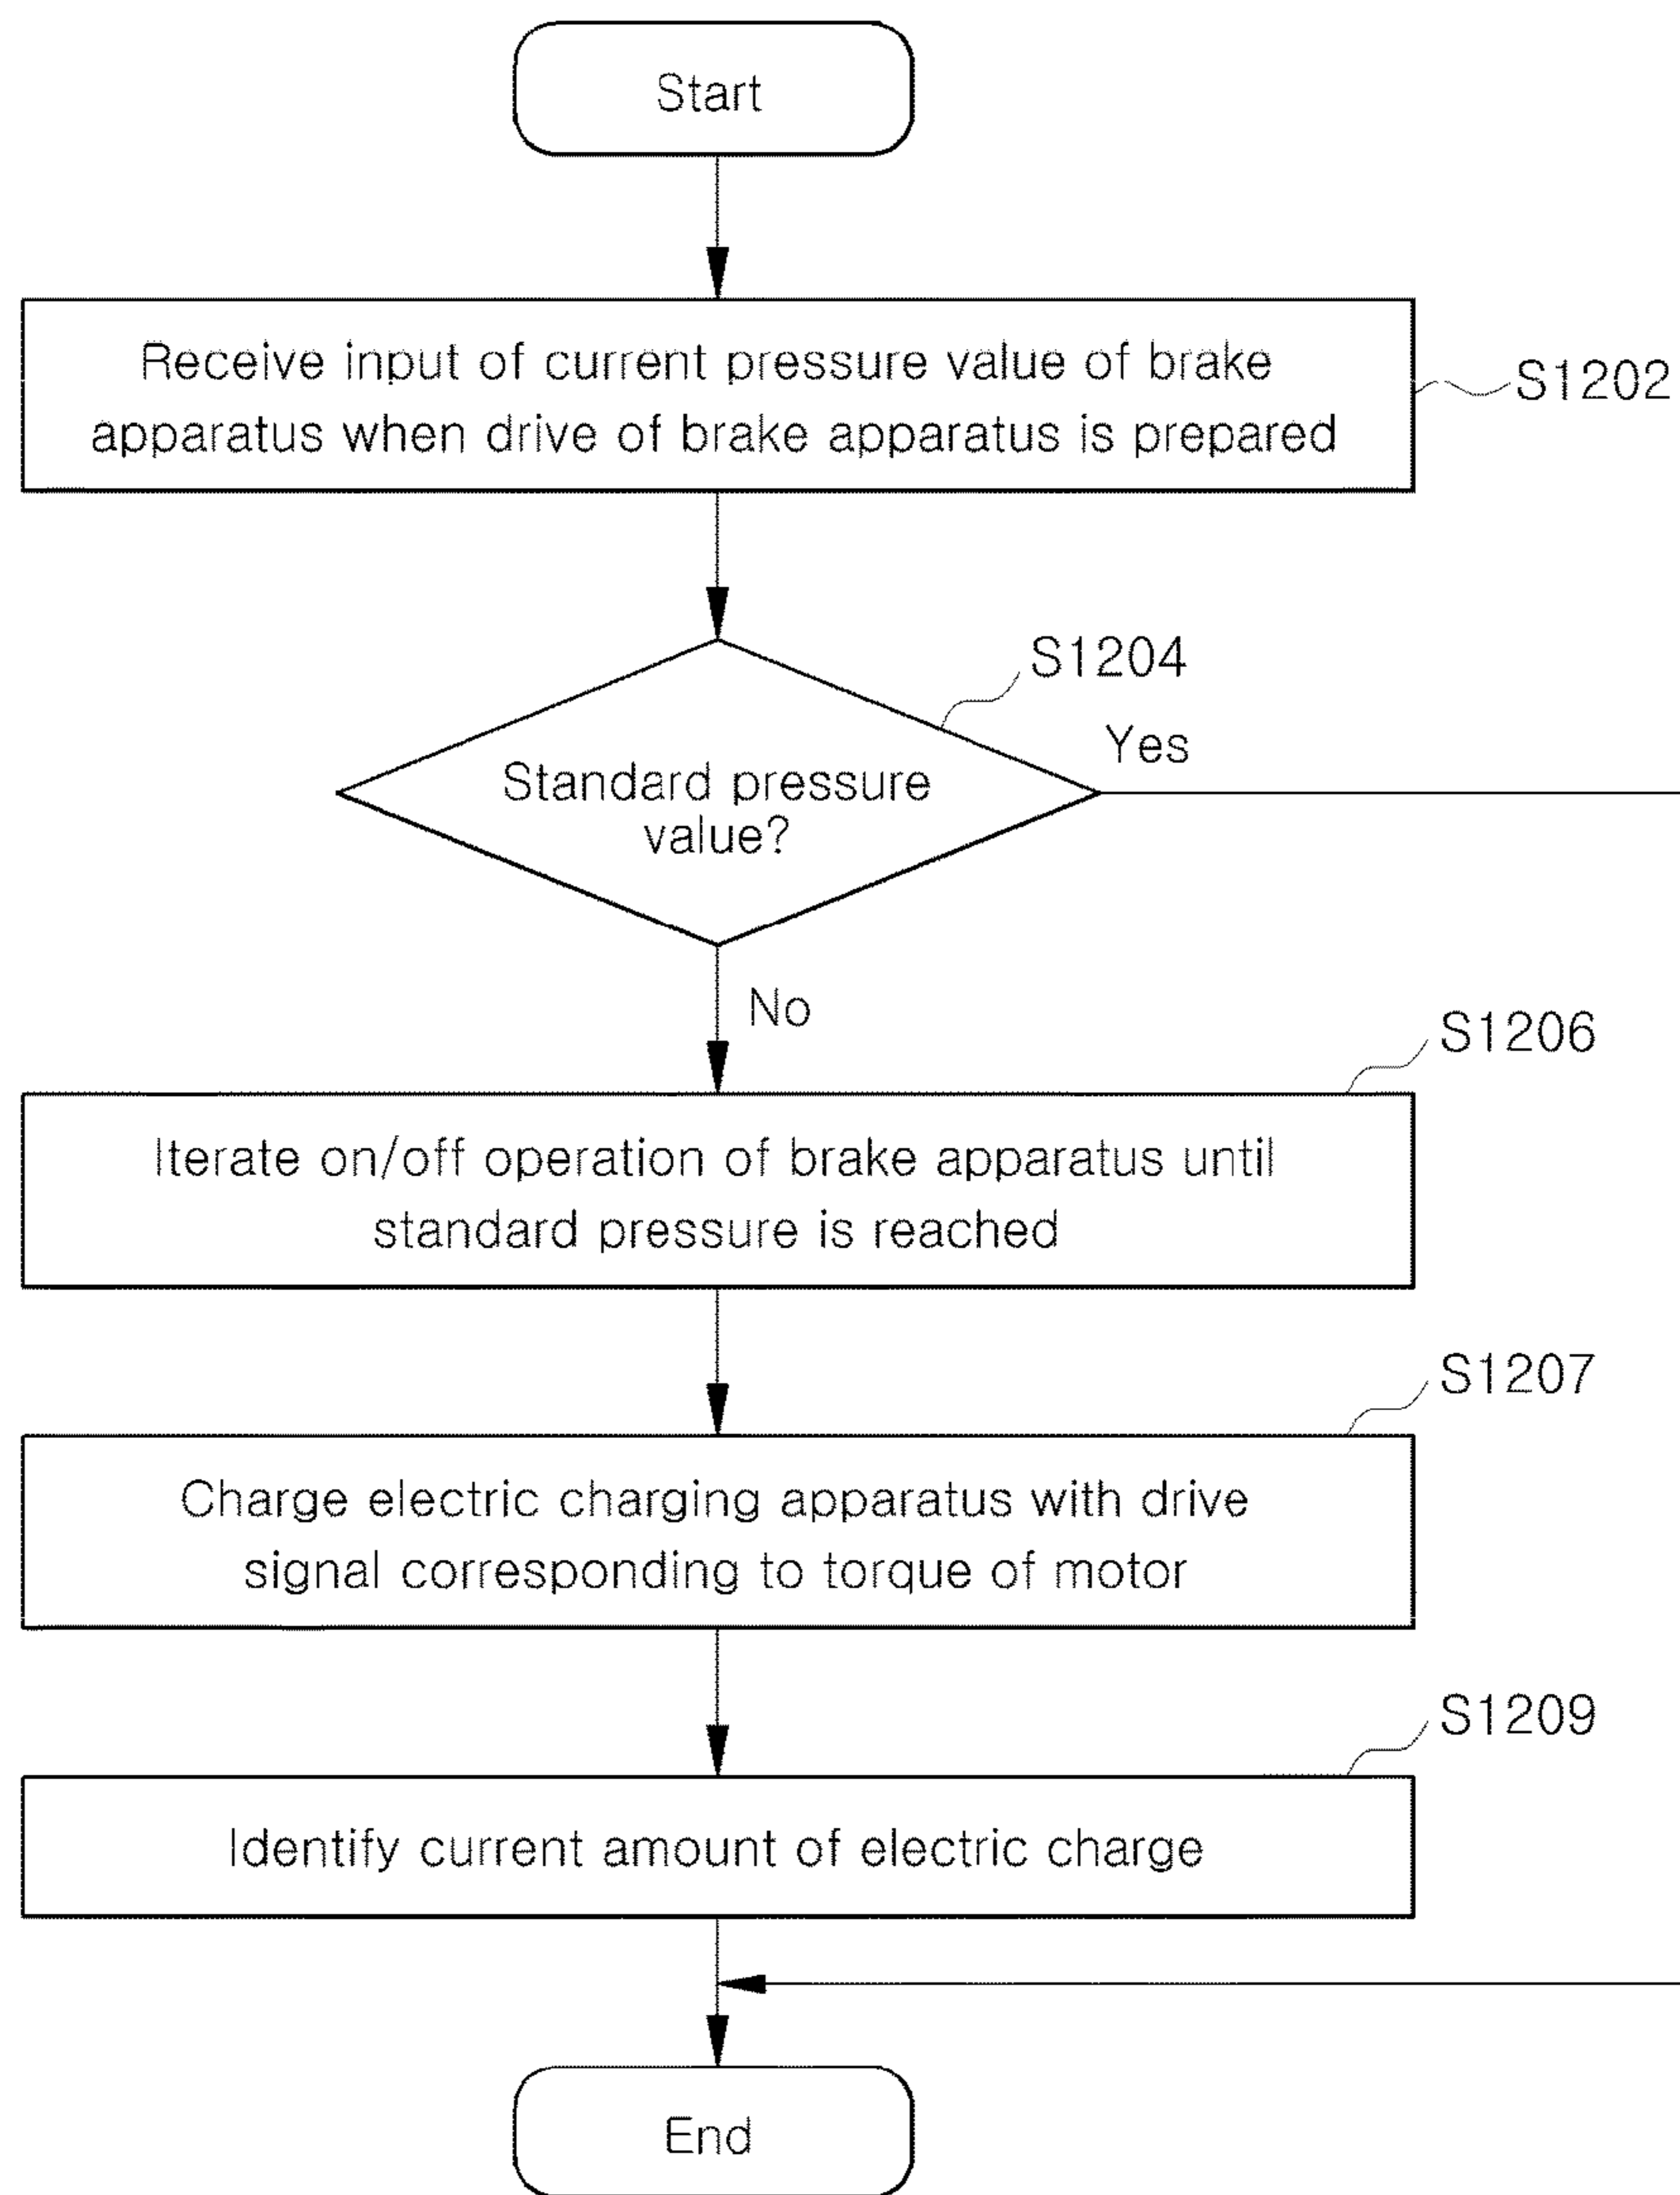 Start
Receive input of current pressure value of brake
apparatus when drive of brake apparatus is prepared
S1202
S1204
Standard pressure
value?
Yes
No
S1206
Iterate on/off operation of brake apparatus until
standard pressure is reached
S1207
Charge electric charging apparatus with drive
signal corresponding to torque of motor
S1209
Identify current amount of electric charge
End